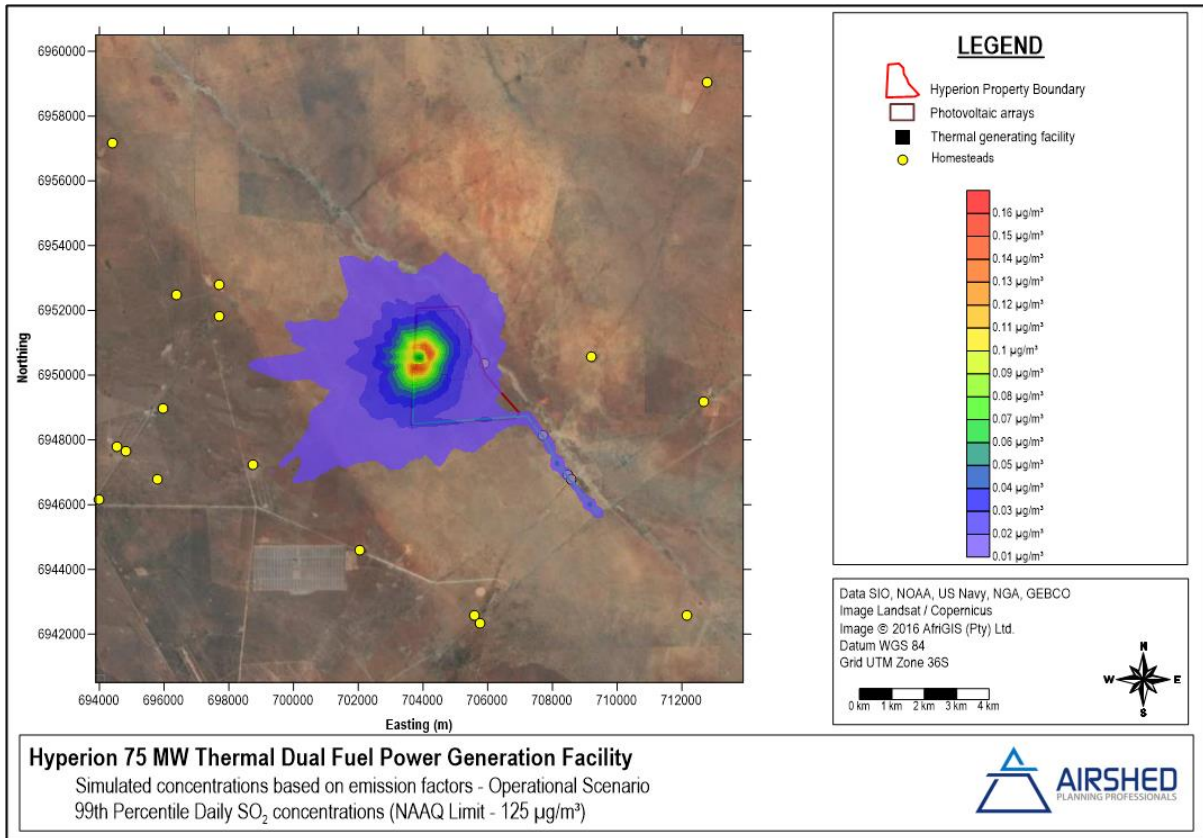 6960000
6958000
6956000
6954000
6952000
6950000
6948000
6946000
6944000
6942000
Northing
694000 696000 698000 700000 702000 704000 706000 708000 710000 712000
Easting (m)
LEGEND
Hyperion Property Boundary
Photovoltaic arrays
Thermal generating facility
Homesteads
0.16 µg/m³
0.15 µg/m³
0.14 µg/m³
0.13 µg/m³
0.12 µg/m³
0.11 µg/m³
0.1 µg/m³
0.09 µg/m³
0.08 µg/m³
0.07 µg/m³
0.06 µg/m³
0.05 µg/m³
0.04 µg/m³
0.03 µg/m³
0.02 µg/m³
0.01 µg/m³
Data SIO, NOAA, US Navy, NGA, GEBCO
Image Landsat / Copernicus
Image © 2016 AfriGIS (Pty) Ltd.
Datum WGS 84
Grid UTM Zone 36S
N
W E
S
0 km 1 km 2 km 3 km 4 km
Hyperion 75 MW Thermal Dual Fuel Power Generation Facility
Simulated concentrations based on emission factors - Operational Scenario
99th Percentile Daily SO₂ concentrations (NAAQ Limit - 125 µg/m³)
AIRSHED
PLANNING PROFESSIONALS